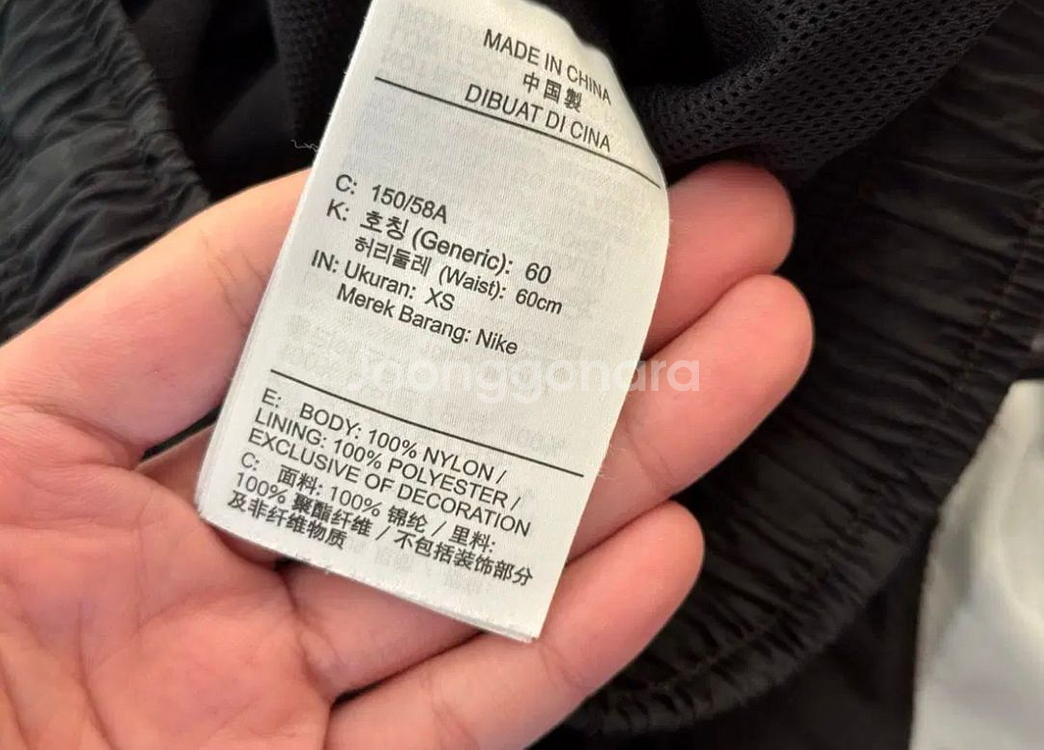 MADE IN CHINA
中国製
DIBUAT DI CINA
C: 150/58A
K: 호칭 (Generic): 60
허리둘레 (Waist): 60cm
IN: Ukuran: XS
Merek Barang: Nike
Joonggonara
E: BODY: 100% NYLON /
LINING: 100% POLYESTER /
EXCLUSIVE OF DECORATION
C: 面料: 100% 锦纶 / 里料:
100% 聚酯纤维 / 不包括装饰部分
及非纤维物质